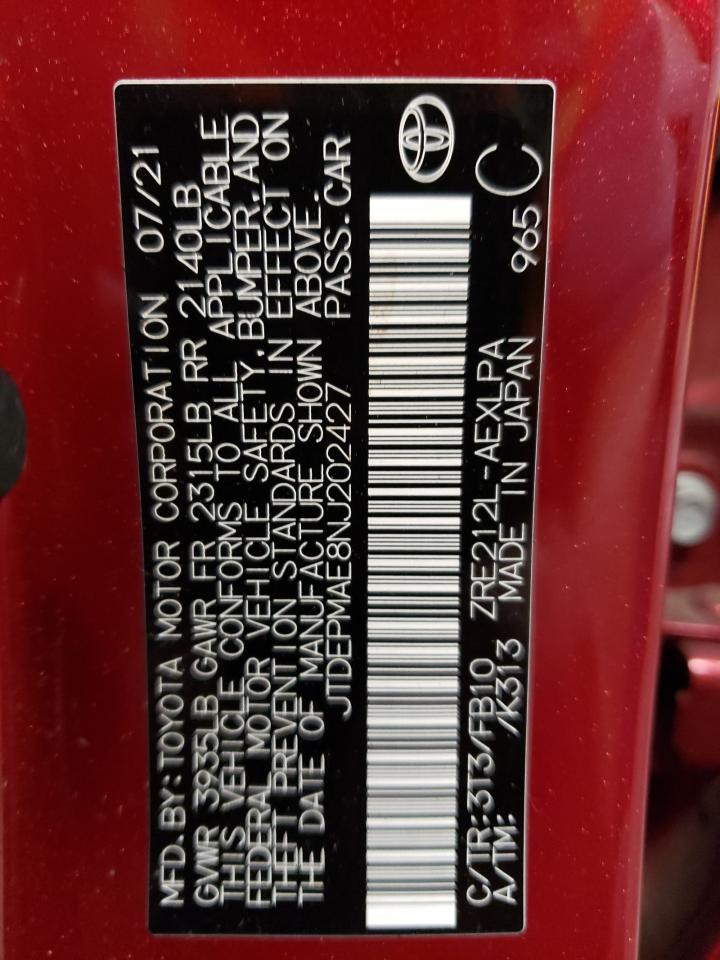 MFD.BY:TOYOTA MOTOR CORPORATION 07/21
GVWR 3935LB GAWR FR 2315LB RR 2140LB
THIS VEHICLE CONFORMS TO ALL APPLICABLE
FEDERAL MOTOR VEHICLE SAFETY,BUMPER,AND
THEFT PREVENTION STANDARDS IN EFFECT ON
THE DATE OF MANUFACTURE SHOWN ABOVE.
JTDEPMAE8NJ202427 PASS.CAR
C/TR:3T3/FB10 ZRE212L-AEXLPA C
A/TM: /K313 MADE IN JAPAN 965